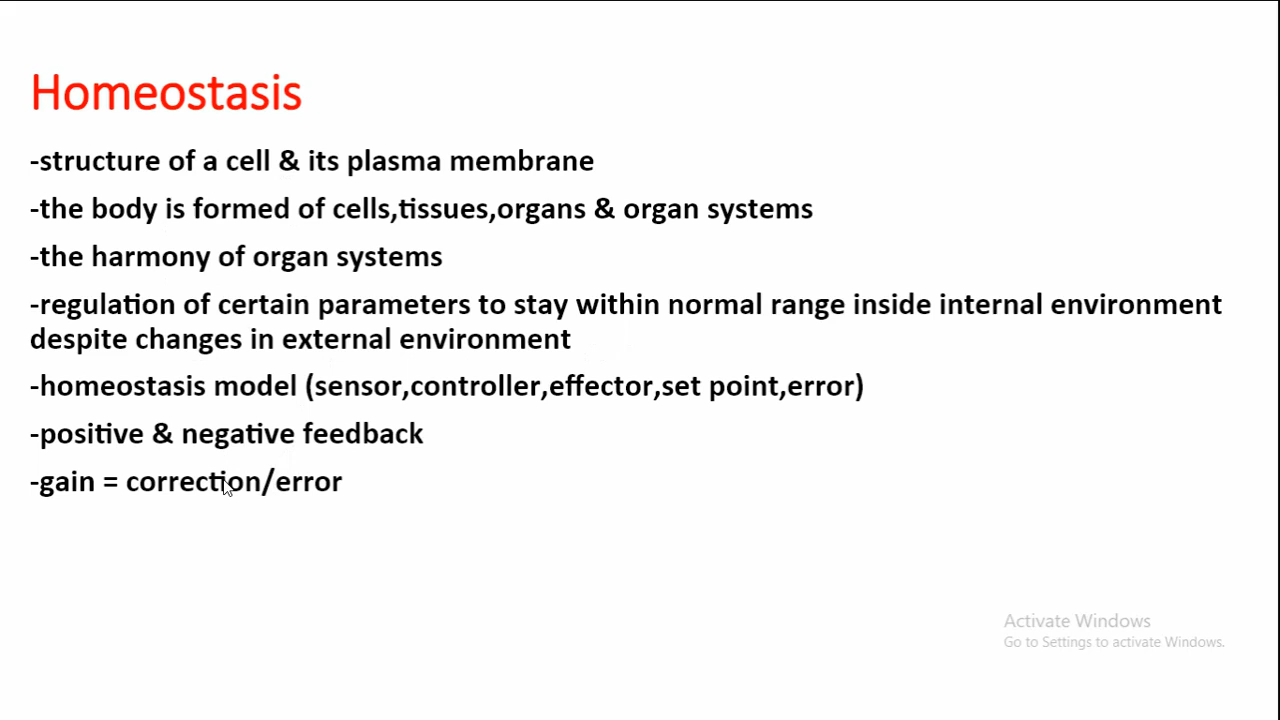 Homeostasis
-structure of a cell & its plasma membrane
-the body is formed of cells,tissues,organs & organ systems
-the harmony of organ systems
-regulation of certain parameters to stay within normal range inside internal environment
despite changes in external environment
-homeostasis model (sensor,controller,effector,set point,error)
-positive & negative feedback
-gain = correction/error
Activate Windows
Go to Settings to activate Windows.